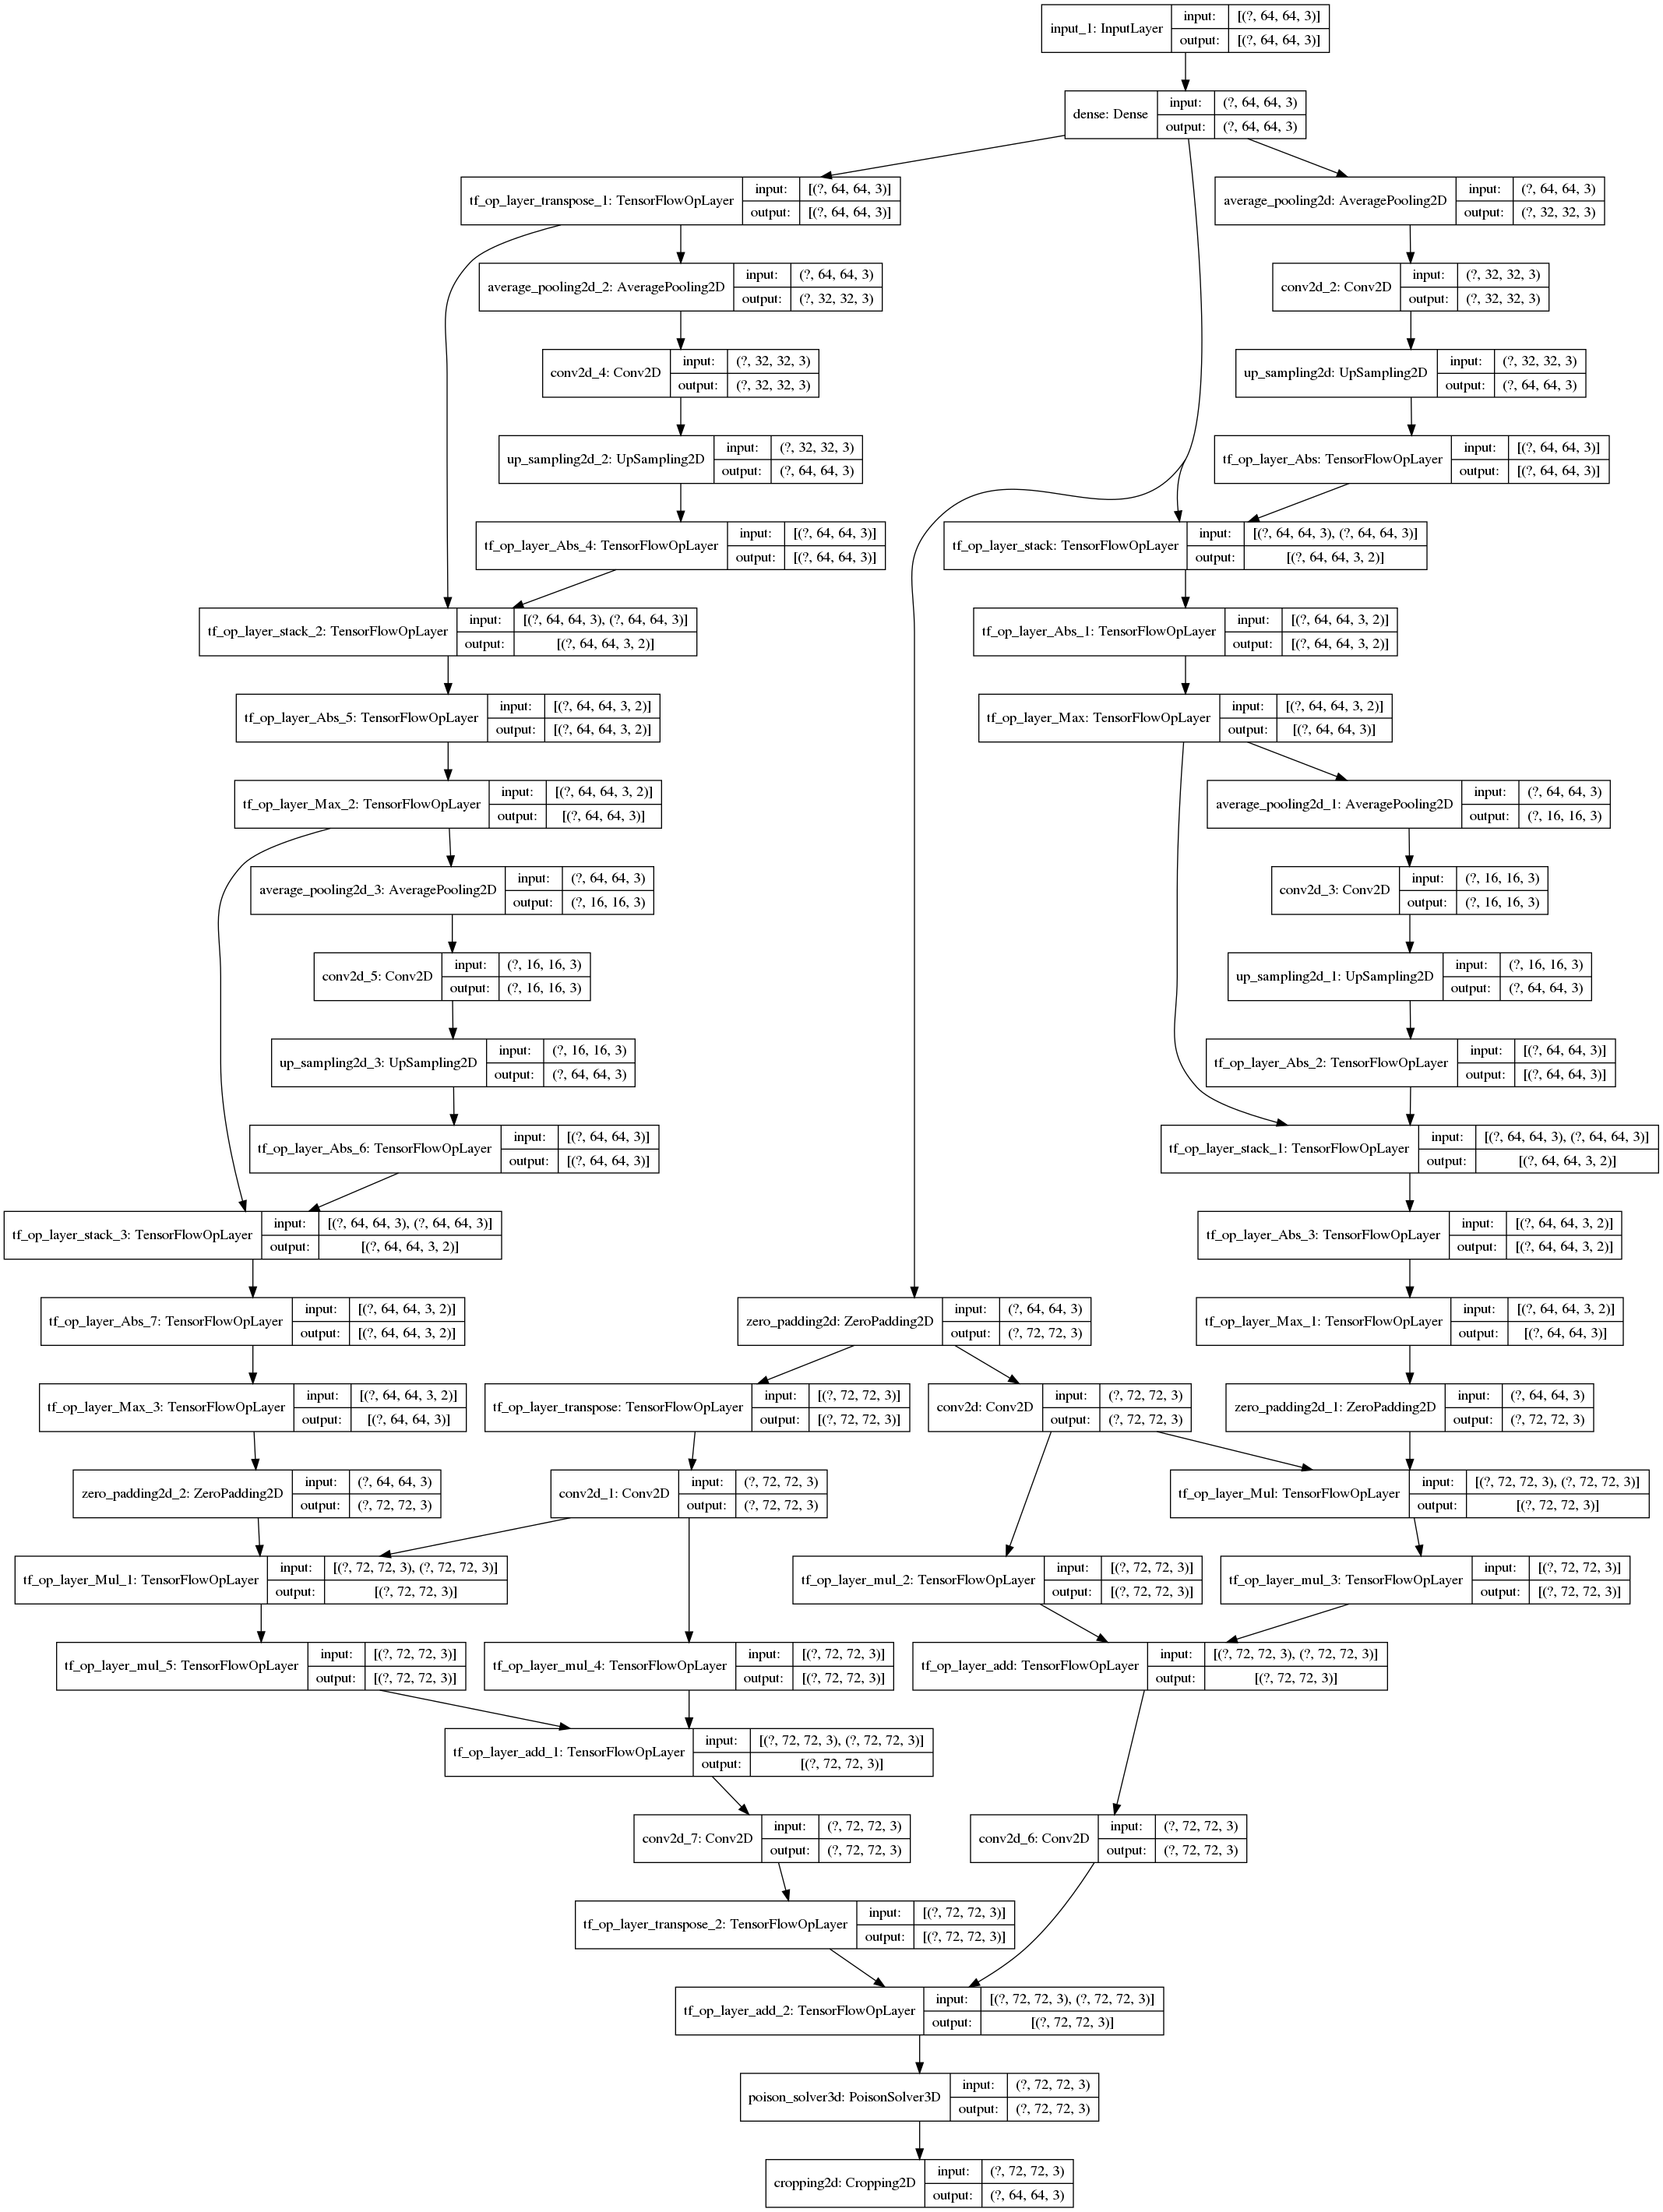 input_1: InputLayer
input: [(?, 64, 64, 3)]
output: [(?, 64, 64, 3)]
dense: Dense
input: (?, 64, 64, 3)
output: (?, 64, 64, 3)
tf_op_layer_transpose_1: TensorFlowOpLayer
input: [(?, 64, 64, 3)]
output: [(?, 64, 64, 3)]
average_pooling2d: AveragePooling2D
input: (?, 64, 64, 3)
output: (?, 32, 32, 3)
average_pooling2d_2: AveragePooling2D
input: (?, 64, 64, 3)
output: (?, 32, 32, 3)
conv2d_2: Conv2D
input: (?, 32, 32, 3)
output: (?, 32, 32, 3)
conv2d_4: Conv2D
input: (?, 32, 32, 3)
output: (?, 32, 32, 3)
up_sampling2d: UpSampling2D
input: (?, 32, 32, 3)
output: (?, 64, 64, 3)
up_sampling2d_2: UpSampling2D
input: (?, 32, 32, 3)
output: (?, 64, 64, 3)
tf_op_layer_Abs: TensorFlowOpLayer
input: [(?, 64, 64, 3)]
output: [(?, 64, 64, 3)]
tf_op_layer_Abs_4: TensorFlowOpLayer
input: [(?, 64, 64, 3)]
output: [(?, 64, 64, 3)]
tf_op_layer_stack: TensorFlowOpLayer
input: [(?, 64, 64, 3), (?, 64, 64, 3)]
output: [(?, 64, 64, 3, 2)]
tf_op_layer_stack_2: TensorFlowOpLayer
input: [(?, 64, 64, 3), (?, 64, 64, 3)]
output: [(?, 64, 64, 3, 2)]
tf_op_layer_Abs_1: TensorFlowOpLayer
input: [(?, 64, 64, 3, 2)]
output: [(?, 64, 64, 3, 2)]
tf_op_layer_Abs_5: TensorFlowOpLayer
input: [(?, 64, 64, 3, 2)]
output: [(?, 64, 64, 3, 2)]
tf_op_layer_Max: TensorFlowOpLayer
input: [(?, 64, 64, 3, 2)]
output: [(?, 64, 64, 3)]
tf_op_layer_Max_2: TensorFlowOpLayer
input: [(?, 64, 64, 3, 2)]
output: [(?, 64, 64, 3)]
average_pooling2d_1: AveragePooling2D
input: (?, 64, 64, 3)
output: (?, 16, 16, 3)
average_pooling2d_3: AveragePooling2D
input: (?, 64, 64, 3)
output: (?, 16, 16, 3)
conv2d_3: Conv2D
input: (?, 16, 16, 3)
output: (?, 16, 16, 3)
conv2d_5: Conv2D
input: (?, 16, 16, 3)
output: (?, 16, 16, 3)
up_sampling2d_1: UpSampling2D
input: (?, 16, 16, 3)
output: (?, 64, 64, 3)
up_sampling2d_3: UpSampling2D
input: (?, 16, 16, 3)
output: (?, 64, 64, 3)
tf_op_layer_Abs_2: TensorFlowOpLayer
input: [(?, 64, 64, 3)]
output: [(?, 64, 64, 3)]
tf_op_layer_Abs_6: TensorFlowOpLayer
input: [(?, 64, 64, 3)]
output: [(?, 64, 64, 3)]
tf_op_layer_stack_1: TensorFlowOpLayer
input: [(?, 64, 64, 3), (?, 64, 64, 3)]
output: [(?, 64, 64, 3, 2)]
tf_op_layer_stack_3: TensorFlowOpLayer
input: [(?, 64, 64, 3), (?, 64, 64, 3)]
output: [(?, 64, 64, 3, 2)]
tf_op_layer_Abs_3: TensorFlowOpLayer
input: [(?, 64, 64, 3, 2)]
output: [(?, 64, 64, 3, 2)]
tf_op_layer_Abs_7: TensorFlowOpLayer
input: [(?, 64, 64, 3, 2)]
output: [(?, 64, 64, 3, 2)]
zero_padding2d: ZeroPadding2D
input: (?, 64, 64, 3)
output: (?, 72, 72, 3)
tf_op_layer_Max_1: TensorFlowOpLayer
input: [(?, 64, 64, 3, 2)]
output: [(?, 64, 64, 3)]
tf_op_layer_Max_3: TensorFlowOpLayer
input: [(?, 64, 64, 3, 2)]
output: [(?, 64, 64, 3)]
tf_op_layer_transpose: TensorFlowOpLayer
input: [(?, 72, 72, 3)]
output: [(?, 72, 72, 3)]
conv2d: Conv2D
input: (?, 72, 72, 3)
output: (?, 72, 72, 3)
zero_padding2d_1: ZeroPadding2D
input: (?, 64, 64, 3)
output: (?, 72, 72, 3)
zero_padding2d_2: ZeroPadding2D
input: (?, 64, 64, 3)
output: (?, 72, 72, 3)
conv2d_1: Conv2D
input: (?, 72, 72, 3)
output: (?, 72, 72, 3)
tf_op_layer_Mul: TensorFlowOpLayer
input: [(?, 72, 72, 3), (?, 72, 72, 3)]
output: [(?, 72, 72, 3)]
tf_op_layer_Mul_1: TensorFlowOpLayer
input: [(?, 72, 72, 3), (?, 72, 72, 3)]
output: [(?, 72, 72, 3)]
tf_op_layer_mul_2: TensorFlowOpLayer
input: [(?, 72, 72, 3)]
output: [(?, 72, 72, 3)]
tf_op_layer_mul_3: TensorFlowOpLayer
input: [(?, 72, 72, 3)]
output: [(?, 72, 72, 3)]
tf_op_layer_mul_5: TensorFlowOpLayer
input: [(?, 72, 72, 3)]
output: [(?, 72, 72, 3)]
tf_op_layer_mul_4: TensorFlowOpLayer
input: [(?, 72, 72, 3)]
output: [(?, 72, 72, 3)]
tf_op_layer_add: TensorFlowOpLayer
input: [(?, 72, 72, 3), (?, 72, 72, 3)]
output: [(?, 72, 72, 3)]
tf_op_layer_add_1: TensorFlowOpLayer
input: [(?, 72, 72, 3), (?, 72, 72, 3)]
output: [(?, 72, 72, 3)]
conv2d_7: Conv2D
input: (?, 72, 72, 3)
output: (?, 72, 72, 3)
conv2d_6: Conv2D
input: (?, 72, 72, 3)
output: (?, 72, 72, 3)
tf_op_layer_transpose_2: TensorFlowOpLayer
input: [(?, 72, 72, 3)]
output: [(?, 72, 72, 3)]
tf_op_layer_add_2: TensorFlowOpLayer
input: [(?, 72, 72, 3), (?, 72, 72, 3)]
output: [(?, 72, 72, 3)]
poison_solver3d: PoisonSolver3D
input: (?, 72, 72, 3)
output: (?, 72, 72, 3)
cropping2d: Cropping2D
input: (?, 72, 72, 3)
output: (?, 64, 64, 3)